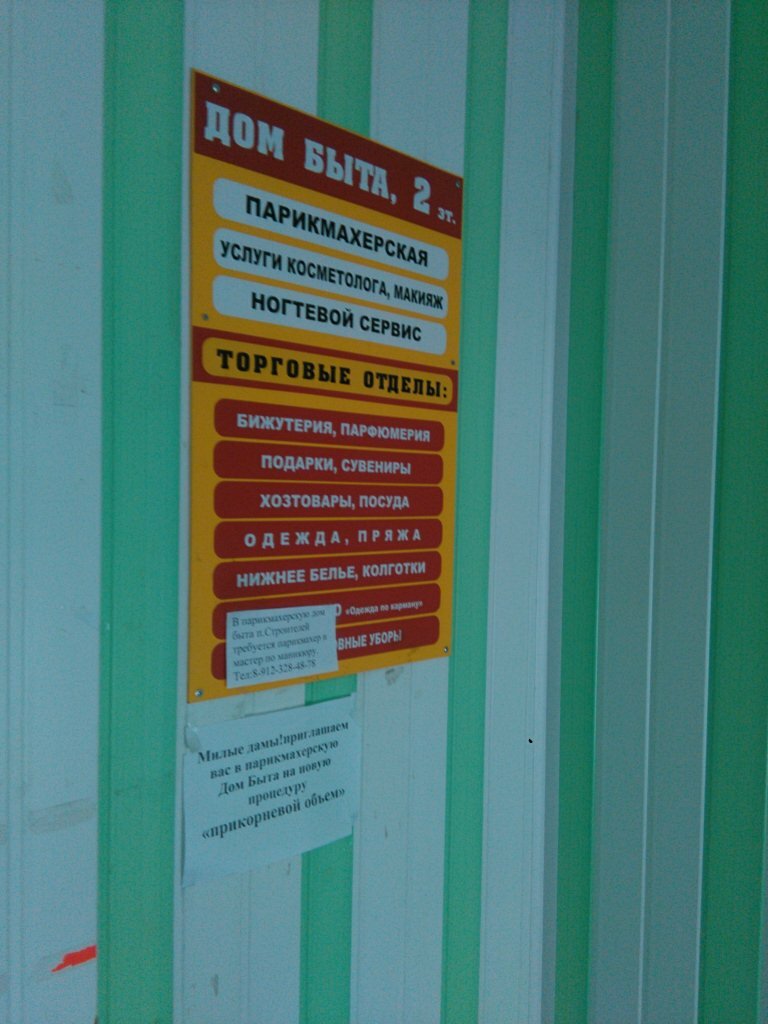 ДОМ БЫТА, 2 эт.
ПАРИКМАХЕРСКАЯ
УСЛУГИ КОСМЕТОЛОГА, МАКИЯЖ
НОГТЕВОЙ СЕРВИС
ТОРГОВЫЕ ОТДЕЛЫ:
БИЖУТЕРИЯ, ПАРФЮМЕРИЯ
ПОДАРКИ, СУВЕНИРЫ
ХОЗТОВАРЫ, ПОСУДА
ОДЕЖДА, ПРЯЖА
НИЖНЕЕ БЕЛЬЕ, КОЛГОТКИ
«Одежда по карману»
УБОРЫ
В парикмахерскую дом
быта п.Строителей
требуется парикмахер и
мастер по маникюру.
Тел:8-912-328-48-78
Милые дамы!приглашаем
вас в парикмахерскую
Дом Быта на новую
процедуру
«прикорневой объем»